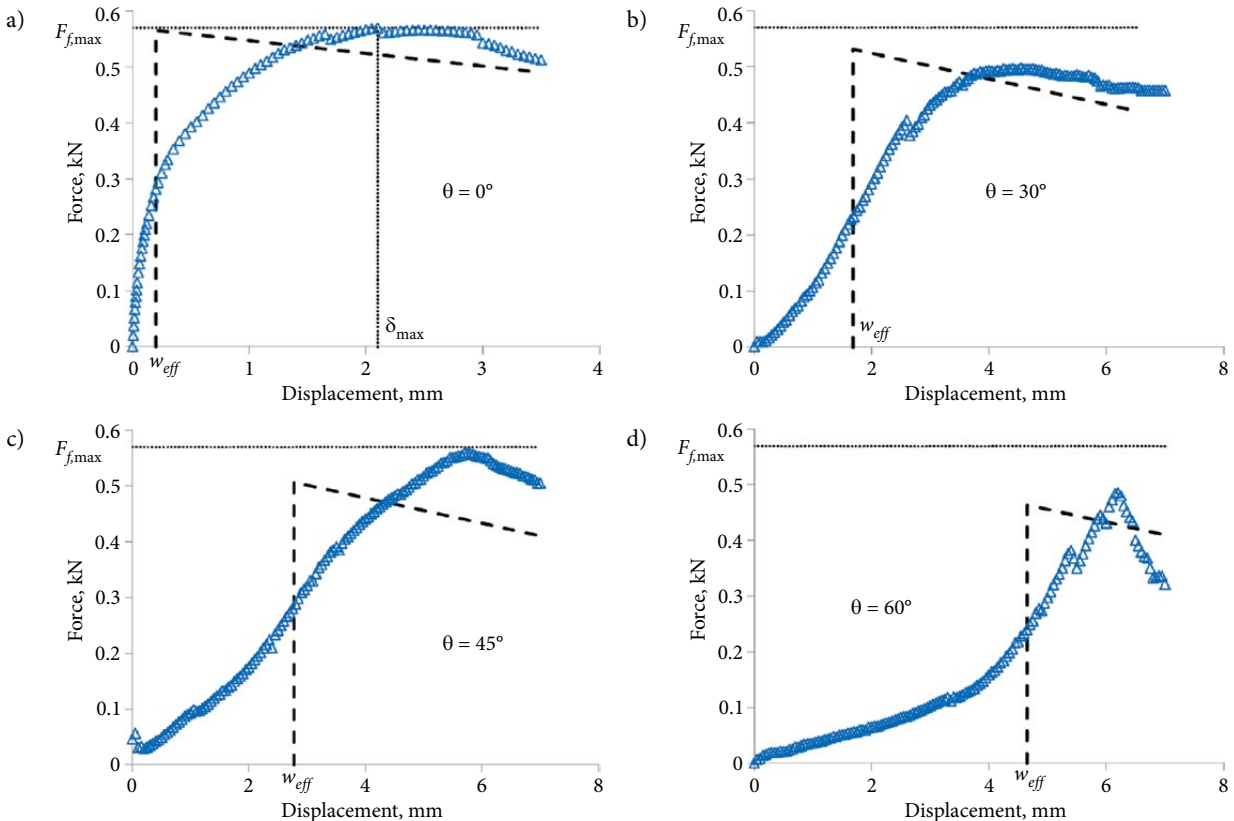 a)
0.6
F_f,max
0.5
0.4
0.3
0.2
0.1
0
Force, kN
θ = 0°
δmax
0 1 2 3 4
w_eff
Displacement, mm
b)
0.6
F_f,max
0.5
0.4
0.3
0.2
0.1
0
Force, kN
θ = 30°
w_eff
0 2 4 6 8
Displacement, mm
c)
0.6
F_f,max
0.5
0.4
0.3
0.2
0.1
0
Force, kN
θ = 45°
0 2 4 6 8
w_eff
Displacement, mm
d)
0.6
F_f,max
0.5
0.4
0.3
0.2
0.1
0
Force, kN
θ = 60°
0 2 4 6 8
w_eff
Displacement, mm